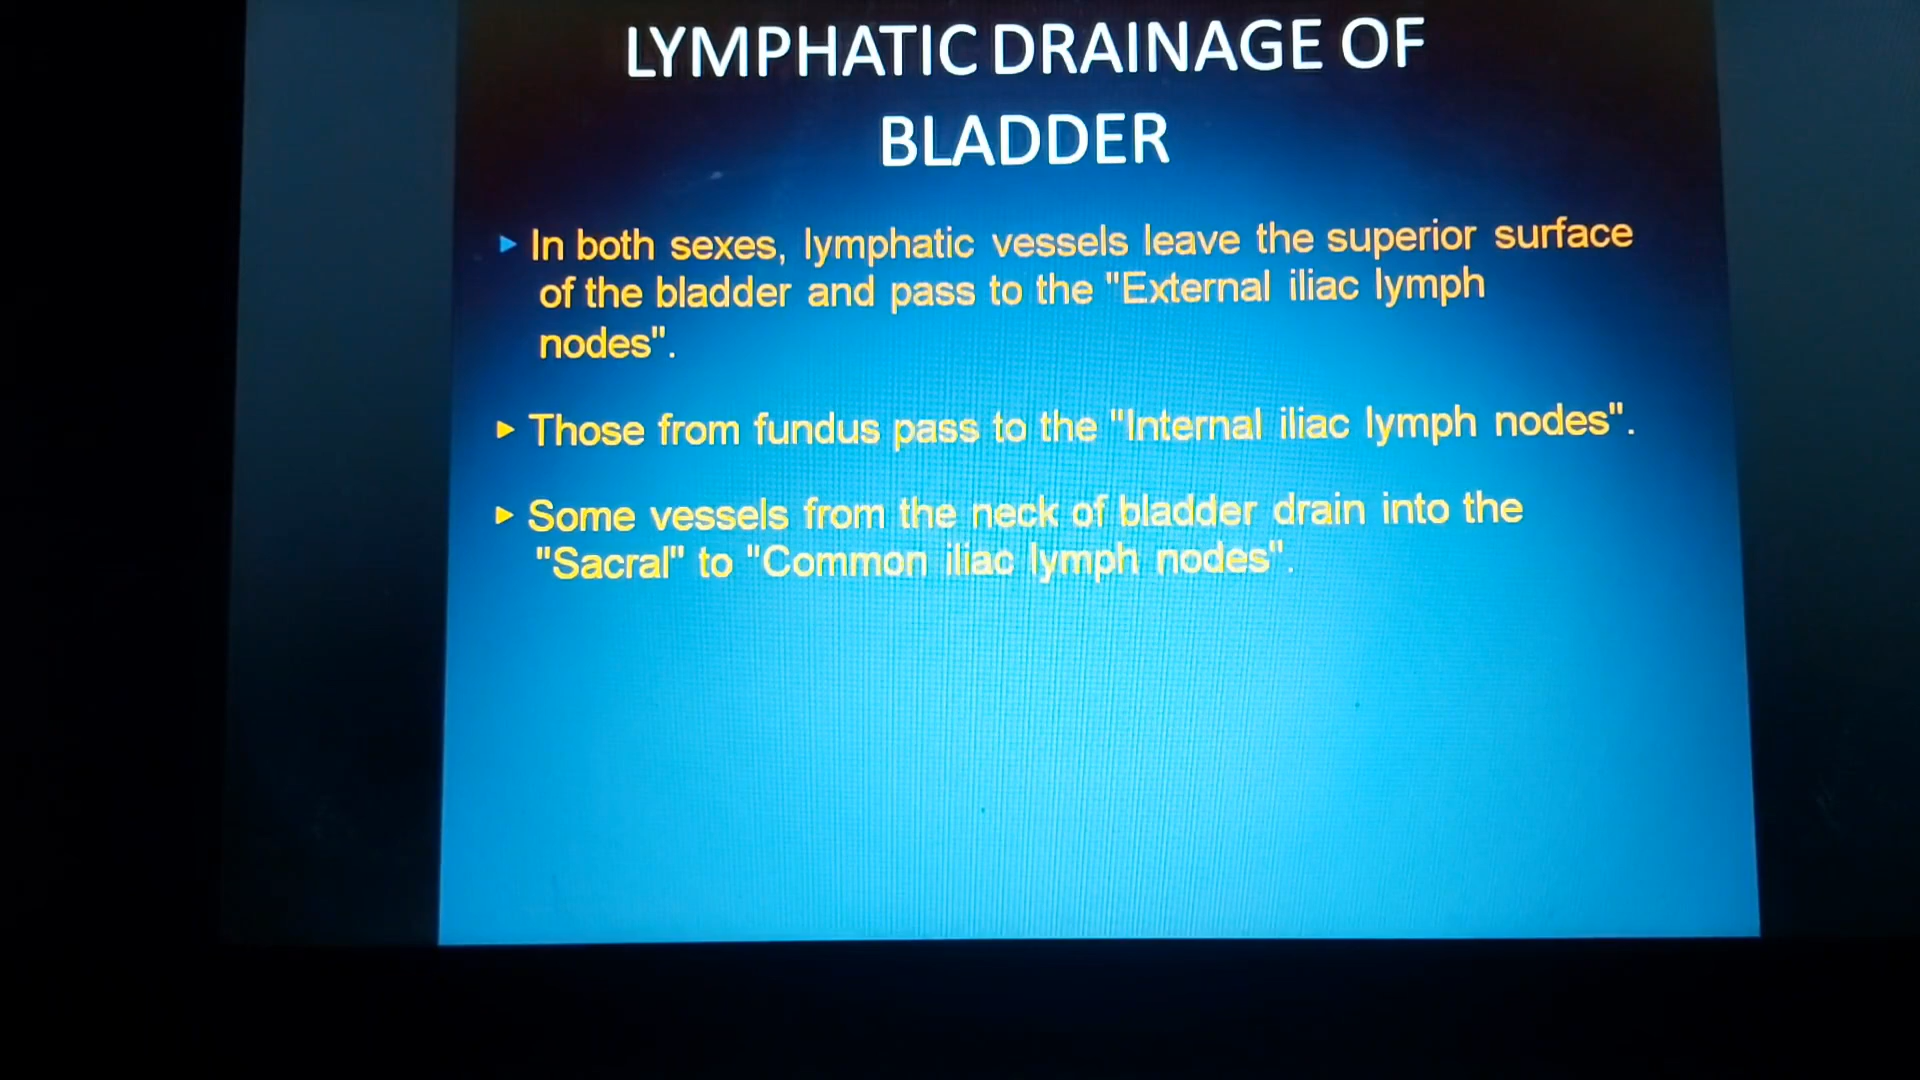 LYMPHATIC DRAINAGE OF
BLADDER
In both sexes, lymphatic vessels leave the superior surface
of the bladder and pass to the "External iliac lymph
nodes".
Those from fundus pass to the "Internal iliac lymph nodes".
Some vessels from the neck of bladder drain into the
"Sacral" to "Common iliac lymph nodes".